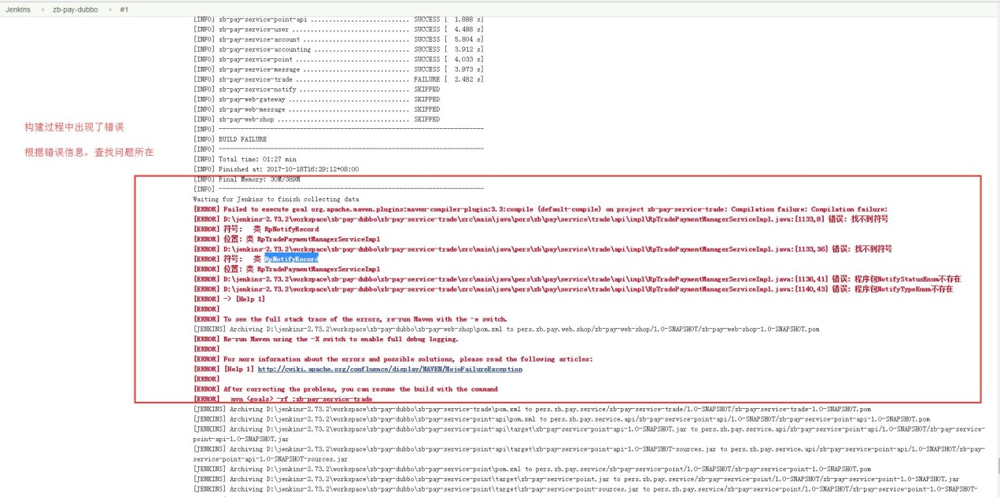 Jenkins › zb-pay-dubbo › #1
[INFO] zb-pay-service-point-api ........................... SUCCESS [  1.888 s]
[INFO] zb-pay-service-user ................................ SUCCESS [  4.488 s]
[INFO] zb-pay-service-account ............................. SUCCESS [  5.804 s]
[INFO] zb-pay-service-accounting .......................... SUCCESS [  3.912 s]
[INFO] zb-pay-service-point ............................... SUCCESS [  4.033 s]
[INFO] zb-pay-service-message ............................. SUCCESS [  3.973 s]
[INFO] zb-pay-service-trade ............................... FAILURE [  2.482 s]
[INFO] zb-pay-service-notify .............................. SKIPPED
[INFO] zb-pay-web-gateway ................................. SKIPPED
[INFO] zb-pay-web-message ................................. SKIPPED
[INFO] zb-pay-web-shop .................................... SKIPPED
构建过程中出现了错误
[INFO] ------------------------------------------------------------------------
[INFO] BUILD FAILURE
根据错误信息，查找问题所在
[INFO] ------------------------------------------------------------------------
[INFO] Total time: 01:27 min
[INFO] Finished at: 2017-10-18T16:29:12+08:00
[INFO] Final Memory: 30M/389M
[INFO] ------------------------------------------------------------------------
Waiting for Jenkins to finish collecting data
[ERROR] Failed to execute goal org.apache.maven.plugins:maven-compiler-plugin:3.3:compile (default-compile) on project zb-pay-service-trade: Compilation failure: Compilation failure:
[ERROR] D:\jenkins-2.73.2\workspace\zb-pay-dubbo\zb-pay-service-trade\src\main\java\pers\zb\pay\service\trade\api\impl\RpTradePaymentManagerServiceImpl.java:[1133,8] 错误: 找不到符号
[ERROR] 符号:   类 RpNotifyRecord
[ERROR] 位置: 类 RpTradePaymentManagerServiceImpl
[ERROR] D:\jenkins-2.73.2\workspace\zb-pay-dubbo\zb-pay-service-trade\src\main\java\pers\zb\pay\service\trade\api\impl\RpTradePaymentManagerServiceImpl.java:[1133,36] 错误: 找不到符号
[ERROR] 符号:   类 RpNotifyRecord
[ERROR] 位置: 类 RpTradePaymentManagerServiceImpl
[ERROR] D:\jenkins-2.73.2\workspace\zb-pay-dubbo\zb-pay-service-trade\src\main\java\pers\zb\pay\service\trade\api\impl\RpTradePaymentManagerServiceImpl.java:[1136,41] 错误: 程序包NotifyStatusEnum不存在
[ERROR] D:\jenkins-2.73.2\workspace\zb-pay-dubbo\zb-pay-service-trade\src\main\java\pers\zb\pay\service\trade\api\impl\RpTradePaymentManagerServiceImpl.java:[1140,43] 错误: 程序包NotifyTypeEnum不存在
[ERROR] -> [Help 1]
[ERROR]
[ERROR] To see the full stack trace of the errors, re-run Maven with the -e switch.
[JENKINS] Archiving D:\jenkins-2.73.2\workspace\zb-pay-dubbo\zb-pay-web-shop\pom.xml to pers.zb.pay.web.shop/zb-pay-web-shop/1.0-SNAPSHOT/zb-pay-web-shop-1.0-SNAPSHOT.pom
[ERROR] Re-run Maven using the -X switch to enable full debug logging.
[ERROR]
[ERROR] For more information about the errors and possible solutions, please read the following articles:
[ERROR] [Help 1] http://cwiki.apache.org/confluence/display/MAVEN/MojoFailureException
[ERROR]
[ERROR] After correcting the problems, you can resume the build with the command
[ERROR]   mvn <goals> -rf :zb-pay-service-trade
[JENKINS] Archiving D:\jenkins-2.73.2\workspace\zb-pay-dubbo\zb-pay-service-trade\pom.xml to pers.zb.pay.service/zb-pay-service-trade/1.0-SNAPSHOT/zb-pay-service-trade-1.0-SNAPSHOT.pom
[JENKINS] Archiving D:\jenkins-2.73.2\workspace\zb-pay-dubbo\zb-pay-service-point-api\pom.xml to pers.zb.pay.service.api/zb-pay-service-point-api/1.0-SNAPSHOT/zb-pay-service-point-api-1.0-SNAPSHOT.pom
[JENKINS] Archiving D:\jenkins-2.73.2\workspace\zb-pay-dubbo\zb-pay-service-point-api\target\zb-pay-service-point-api-1.0-SNAPSHOT.jar to pers.zb.pay.service.api/zb-pay-service-point-api/1.0-SNAPSHOT/zb-pay-service-
point-api-1.0-SNAPSHOT.jar
[JENKINS] Archiving D:\jenkins-2.73.2\workspace\zb-pay-dubbo\zb-pay-service-point-api\target\zb-pay-service-point-api-1.0-SNAPSHOT-sources.jar to pers.zb.pay.service.api/zb-pay-service-point-api/1.0-SNAPSHOT/zb-pay-
service-point-api-1.0-SNAPSHOT-sources.jar
[JENKINS] Archiving D:\jenkins-2.73.2\workspace\zb-pay-dubbo\zb-pay-service-point\pom.xml to pers.zb.pay.service/zb-pay-service-point/1.0-SNAPSHOT/zb-pay-service-point-1.0-SNAPSHOT.pom
[JENKINS] Archiving D:\jenkins-2.73.2\workspace\zb-pay-dubbo\zb-pay-service-point\target\zb-pay-service-point.jar to pers.zb.pay.service/zb-pay-service-point/1.0-SNAPSHOT/zb-pay-service-point-1.0-SNAPSHOT.jar
[JENKINS] Archiving D:\jenkins-2.73.2\workspace\zb-pay-dubbo\zb-pay-service-point\target\zb-pay-service-point-sources.jar to pers.zb.pay.service/zb-pay-service-point/1.0-SNAPSHOT/zb-pay-service-point-1.0-SNAPSHOT-